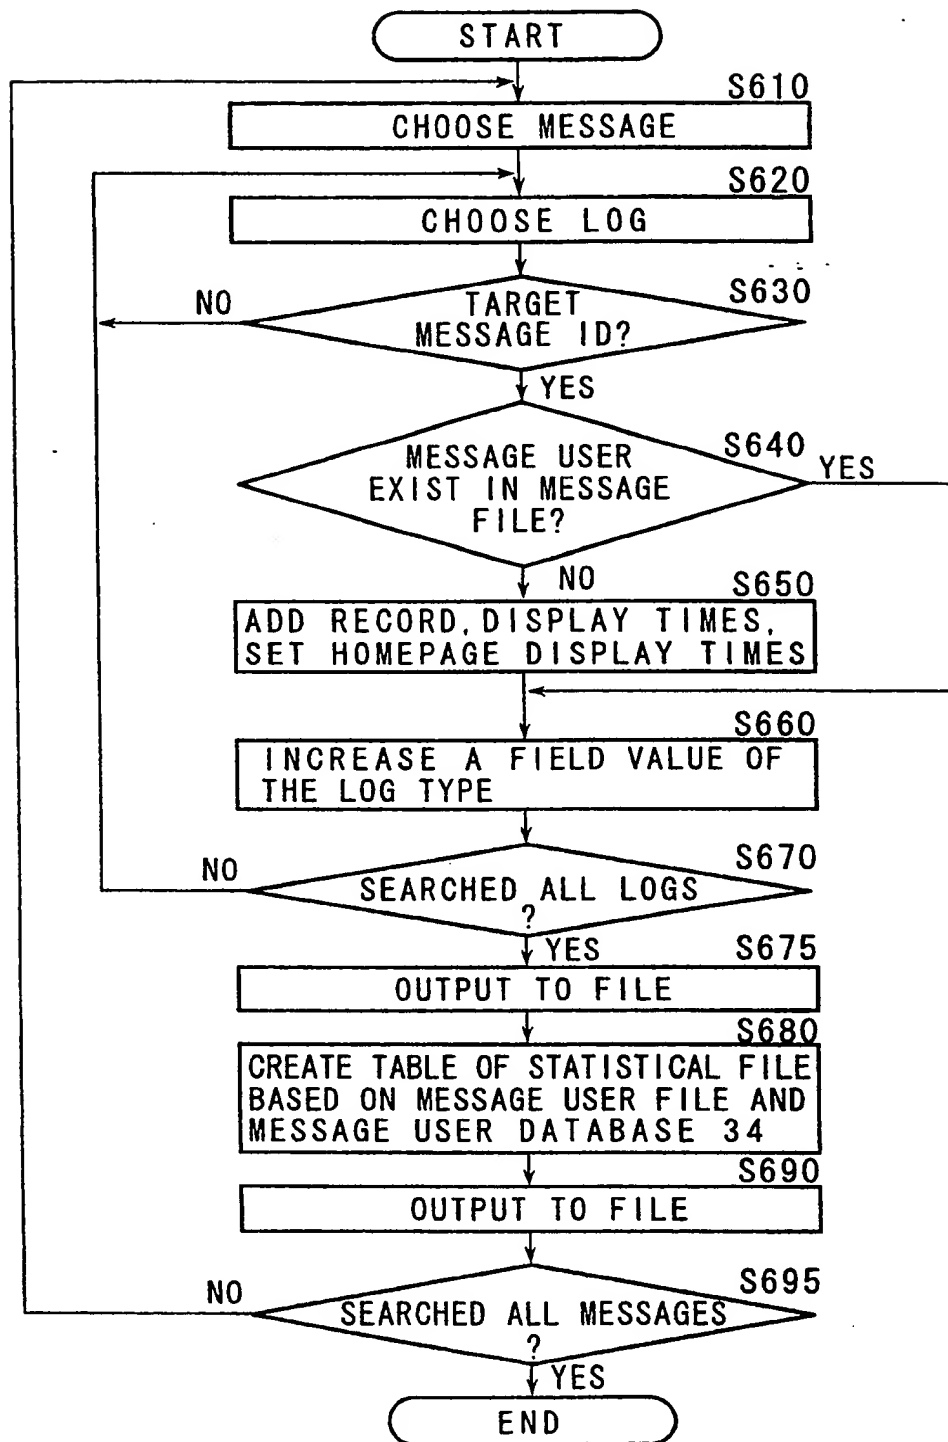 START
S610
CHOOSE MESSAGE
S620
CHOOSE LOG
S630
NO
TARGET
MESSAGE ID?
YES
S640
MESSAGE USER
EXIST IN MESSAGE
FILE?
YES
NO
S650
ADD RECORD, DISPLAY TIMES,
SET HOMEPAGE DISPLAY TIMES
S660
INCREASE A FIELD VALUE OF
THE LOG TYPE
S670
NO
SEARCHED ALL LOGS
?
YES
S675
OUTPUT TO FILE
S680
CREATE TABLE OF STATISTICAL FILE
BASED ON MESSAGE USER FILE AND
MESSAGE USER DATABASE 34
S690
OUTPUT TO FILE
S695
NO
SEARCHED ALL MESSAGES
?
YES
END